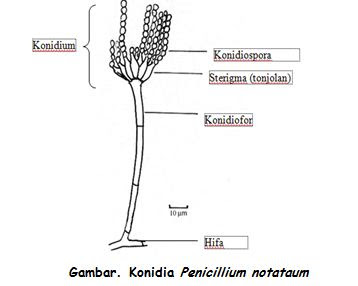 Konidium
Konidiospora
Sterigma (tonjolan)
Konidiofor
10 µm
Hifa
Gambar. Konidia Penicillium notataum